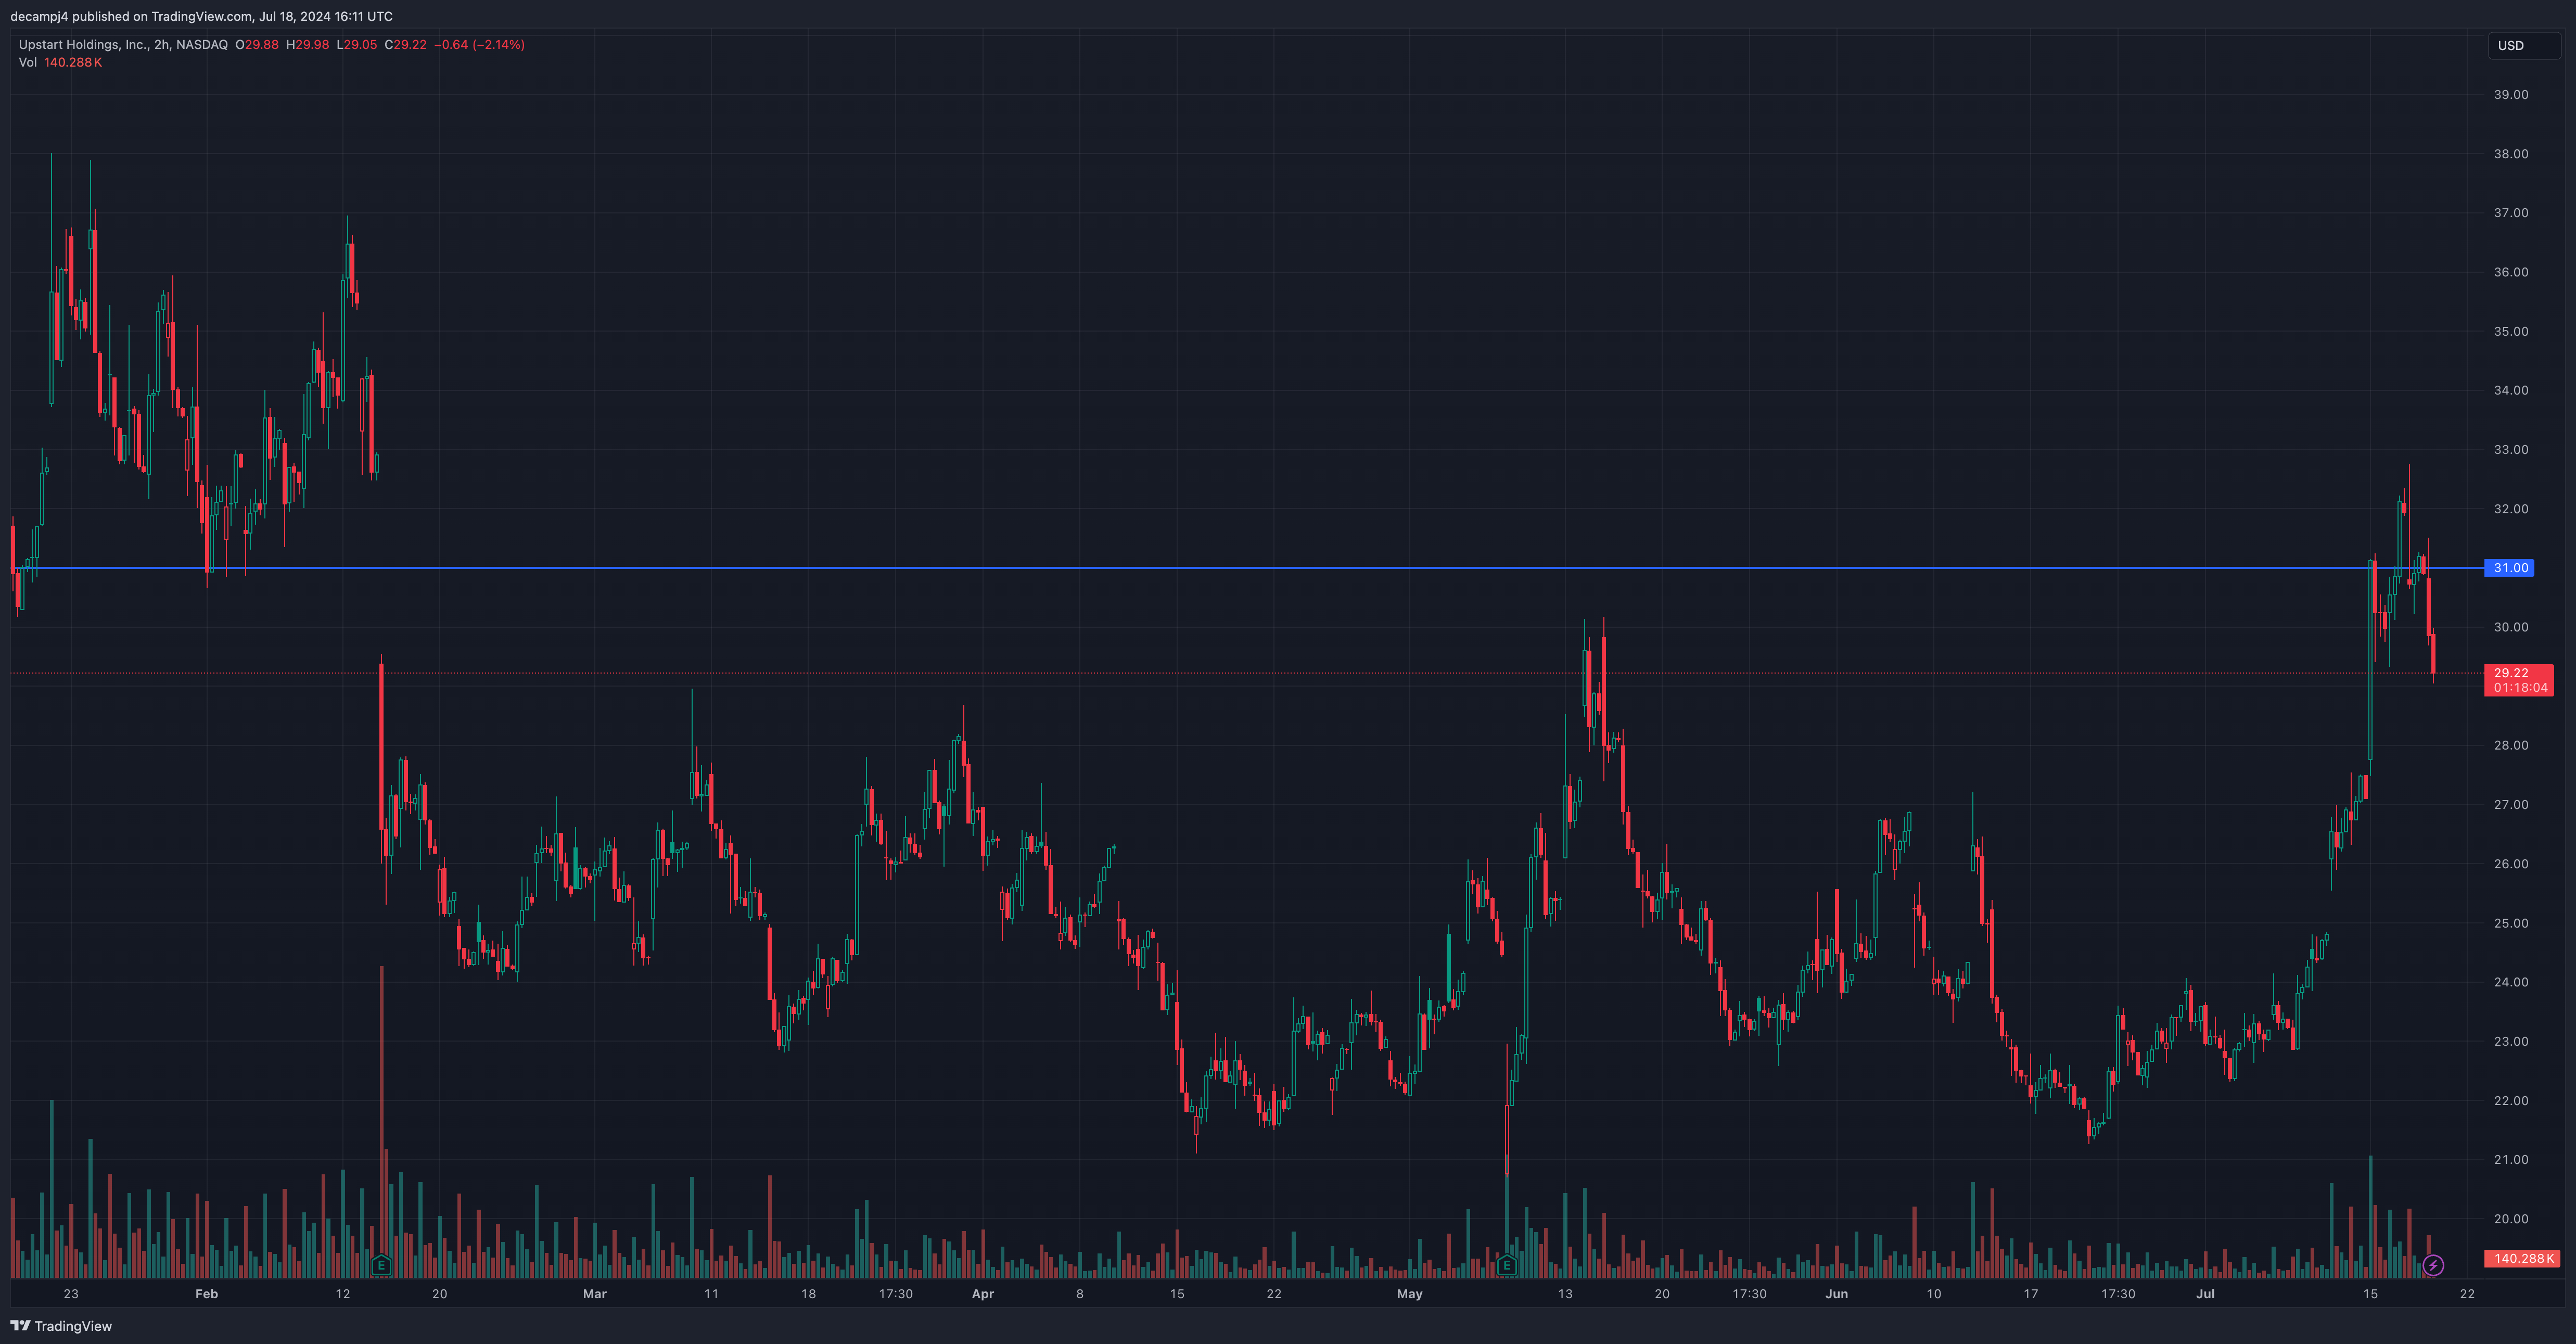 decampj4 published on TradingView.com, Jul 18, 2024 16:11 UTC
Upstart Holdings, Inc., 2h, NASDAQ O29.88 H29.98 L29.05 C29.22 −0.64 (−2.14%)
Vol 140.288K
USD
39.00
38.00
37.00
36.00
35.00
34.00
33.00
32.00
31.00
30.00
29.22
01:18:04
28.00
27.00
26.00
25.00
24.00
23.00
22.00
21.00
20.00
140.288K
E
E
23 Feb 12 20 Mar 11 18 17:30 Apr 8 15 22 May 13 20 17:30 Jun 10 17 17:30 Jul 15 22
TradingView